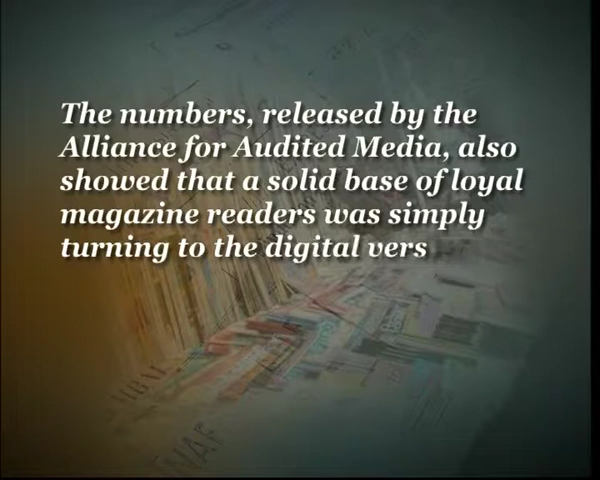 The numbers, released by the
Alliance for Audited Media, also
showed that a solid base of loyal
magazine readers was simply
turning to the digital vers